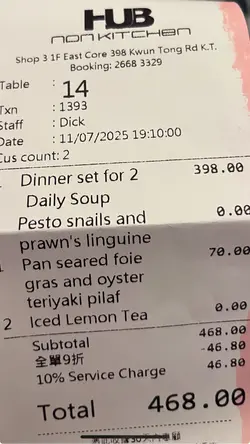 HUB
NON KITCHEN
Shop 3 1F East Core 398 Kwun Tong Rd K.T.
Booking: 2668 3329
Table : 14
Txn : 1393
Staff : Dick
Date : 11/07/2025 19:10:00
Cus count: 2
1 Dinner set for 2 398.00
Daily Soup
Pesto snails and 0.00
prawn's linguine
1 Pan seared foie 70.00
gras and oyster
teriyaki pilaf
2 Iced Lemon Tea 0.00
Subtotal 468.00
全單9折 -46.80
10% Service Charge 46.80
Total 468.00